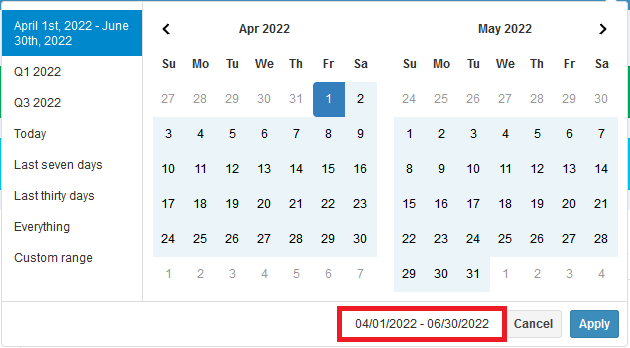 April 1st, 2022 - June
30th, 2022
Q1 2022
Q3 2022
Today
Last seven days
Last thirty days
Everything
Custom range
Apr 2022
Su Mo Tu We Th Fr Sa
27 28 29 30 31 1 2
3 4 5 6 7 8 9
10 11 12 13 14 15 16
17 18 19 20 21 22 23
24 25 26 27 28 29 30
1 2 3 4 5 6 7
May 2022
Su Mo Tu We Th Fr Sa
24 25 26 27 28 29 30
1 2 3 4 5 6 7
8 9 10 11 12 13 14
15 16 17 18 19 20 21
22 23 24 25 26 27 28
29 30 31 1 2 3 4
04/01/2022 - 06/30/2022 Cancel Apply